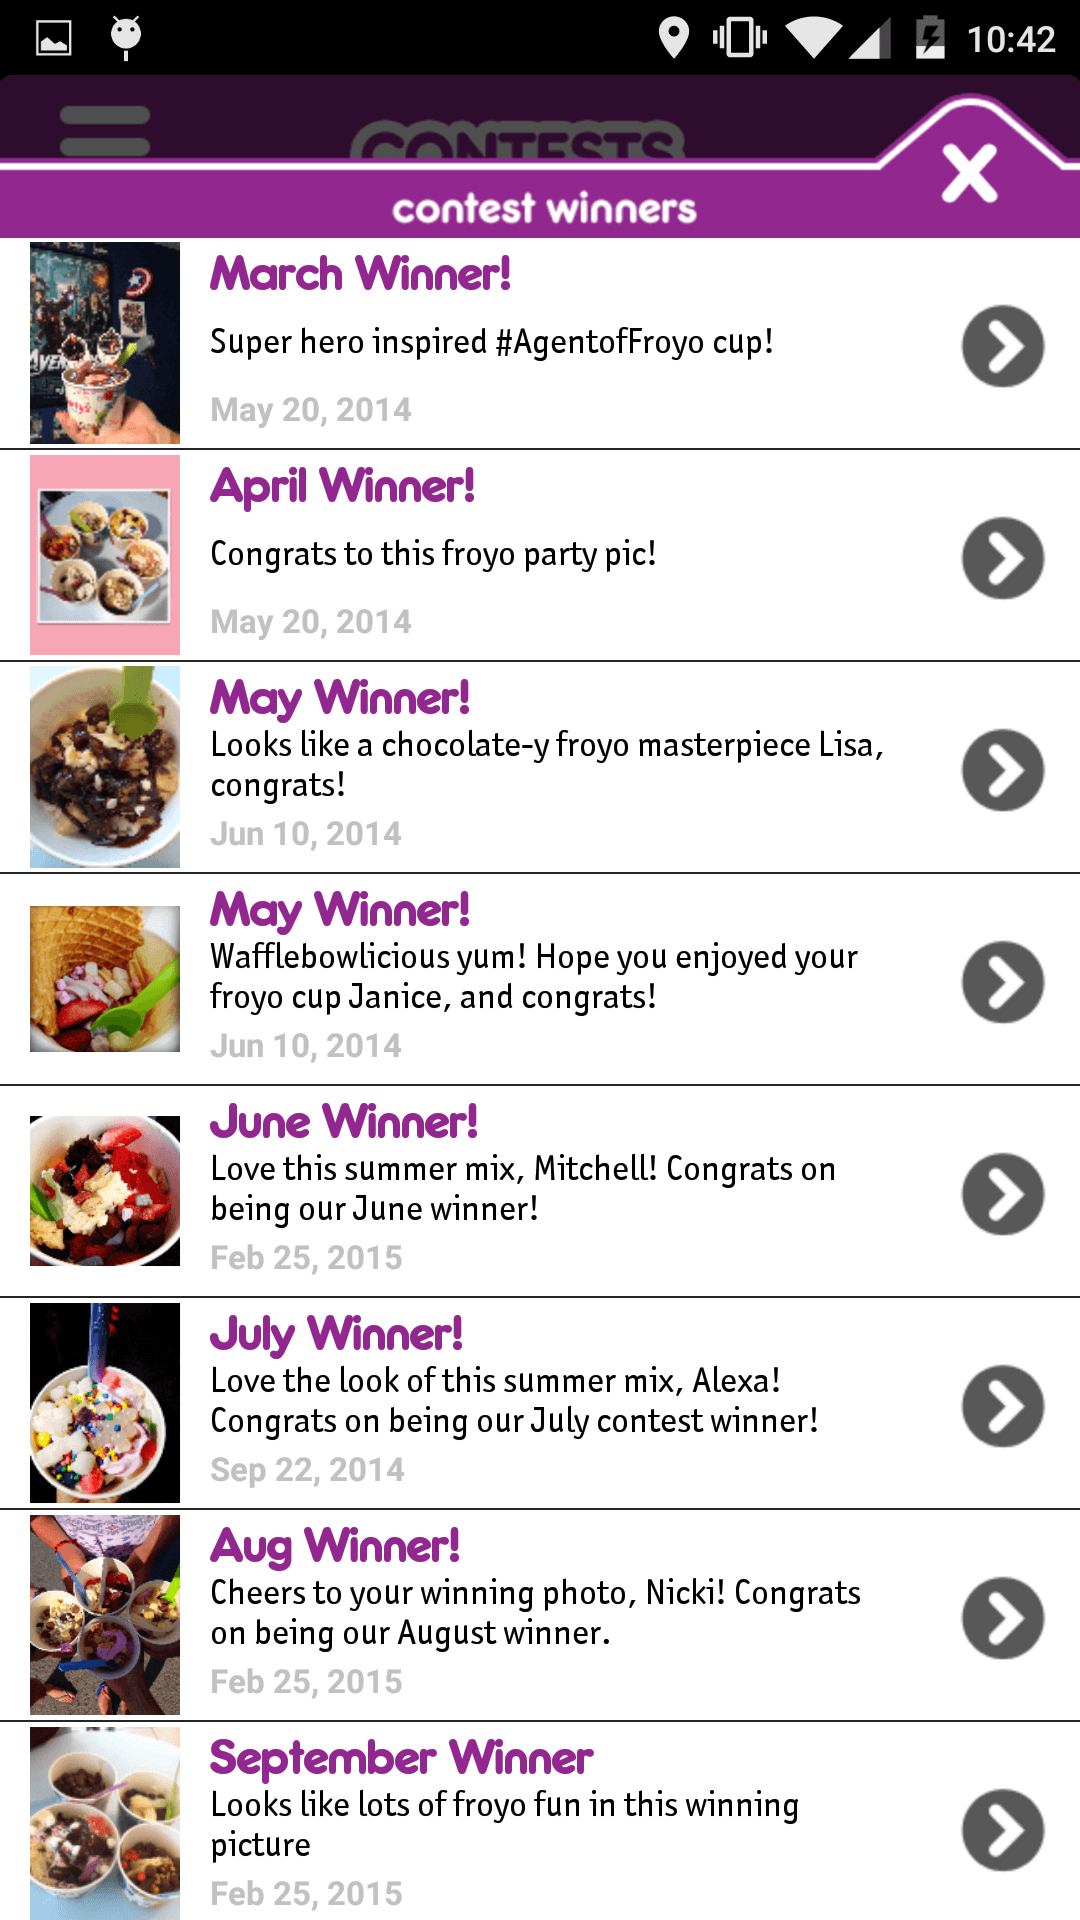 10:42
CONTESTS
contest winners
March Winner!
Super hero inspired #AgentofFroyo cup!
May 20, 2014
April Winner!
Congrats to this froyo party pic!
May 20, 2014
May Winner!
Looks like a chocolate-y froyo masterpiece Lisa,
congrats!
Jun 10, 2014
May Winner!
Wafflebowlicious yum! Hope you enjoyed your
froyo cup Janice, and congrats!
Jun 10, 2014
June Winner!
Love this summer mix, Mitchell! Congrats on
being our June winner!
Feb 25, 2015
July Winner!
Love the look of this summer mix, Alexa!
Congrats on being our July contest winner!
Sep 22, 2014
Aug Winner!
Cheers to your winning photo, Nicki! Congrats
on being our August winner.
Feb 25, 2015
September Winner
Looks like lots of froyo fun in this winning
picture
Feb 25, 2015